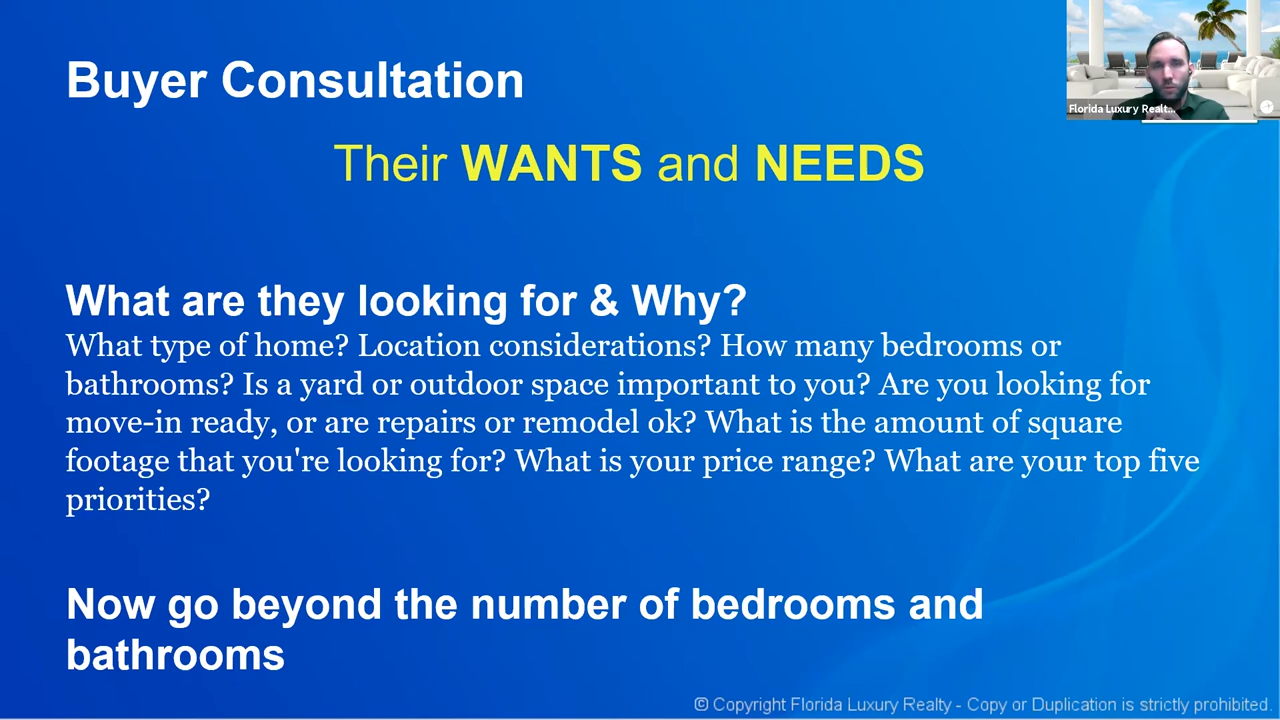 Buyer Consultation
Florida Luxury Realt...
Their WANTS and NEEDS
What are they looking for & Why?
What type of home? Location considerations? How many bedrooms or
bathrooms? Is a yard or outdoor space important to you? Are you looking for
move-in ready, or are repairs or remodel ok? What is the amount of square
footage that you're looking for? What is your price range? What are your top five
priorities?
Now go beyond the number of bedrooms and
bathrooms
© Copyright Florida Luxury Realty - Copy or Duplication is strictly prohibited.